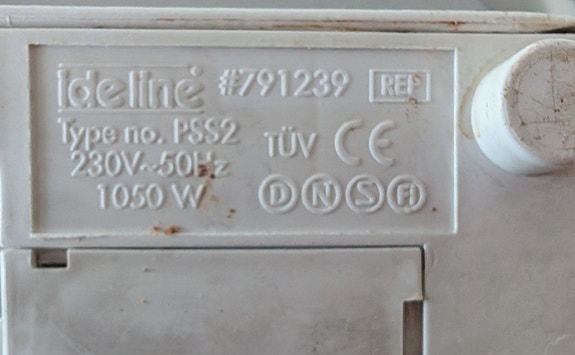 ideline #791239 REP
Type no. PSS2
230V~50Hz
1050 W
TÜV CE
D N S FI